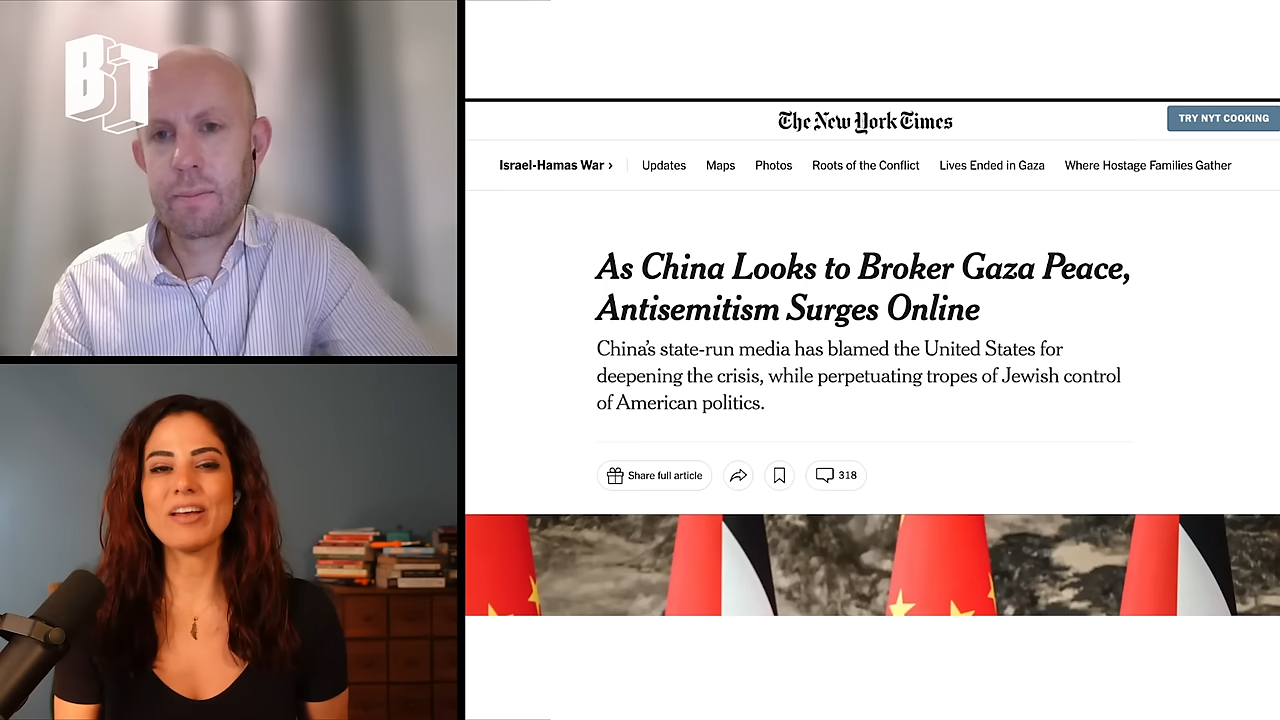 BT
The New York Times
TRY NYT COOKING
Israel-Hamas War ›
Updates
Maps
Photos
Roots of the Conflict
Lives Ended in Gaza
Where Hostage Families Gather
As China Looks to Broker Gaza Peace,
Antisemitism Surges Online
China’s state-run media has blamed the United States for
deepening the crisis, while perpetuating tropes of Jewish control
of American politics.
Share full article
318